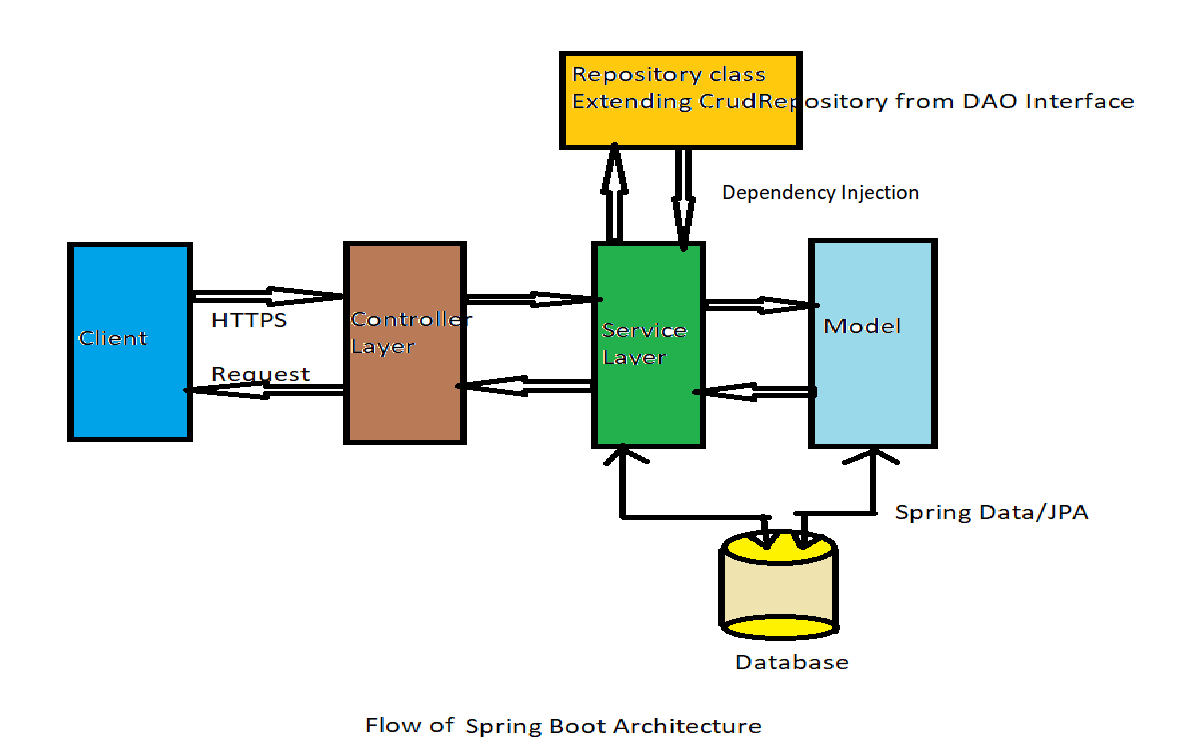 Repository class
Extending CrudRepository from DAO Interface
Dependency Injection
Client
HTTPS
Request
Controller
Layer
Service
Layer
Model
Spring Data/JPA
Database
Flow of Spring Boot Architecture